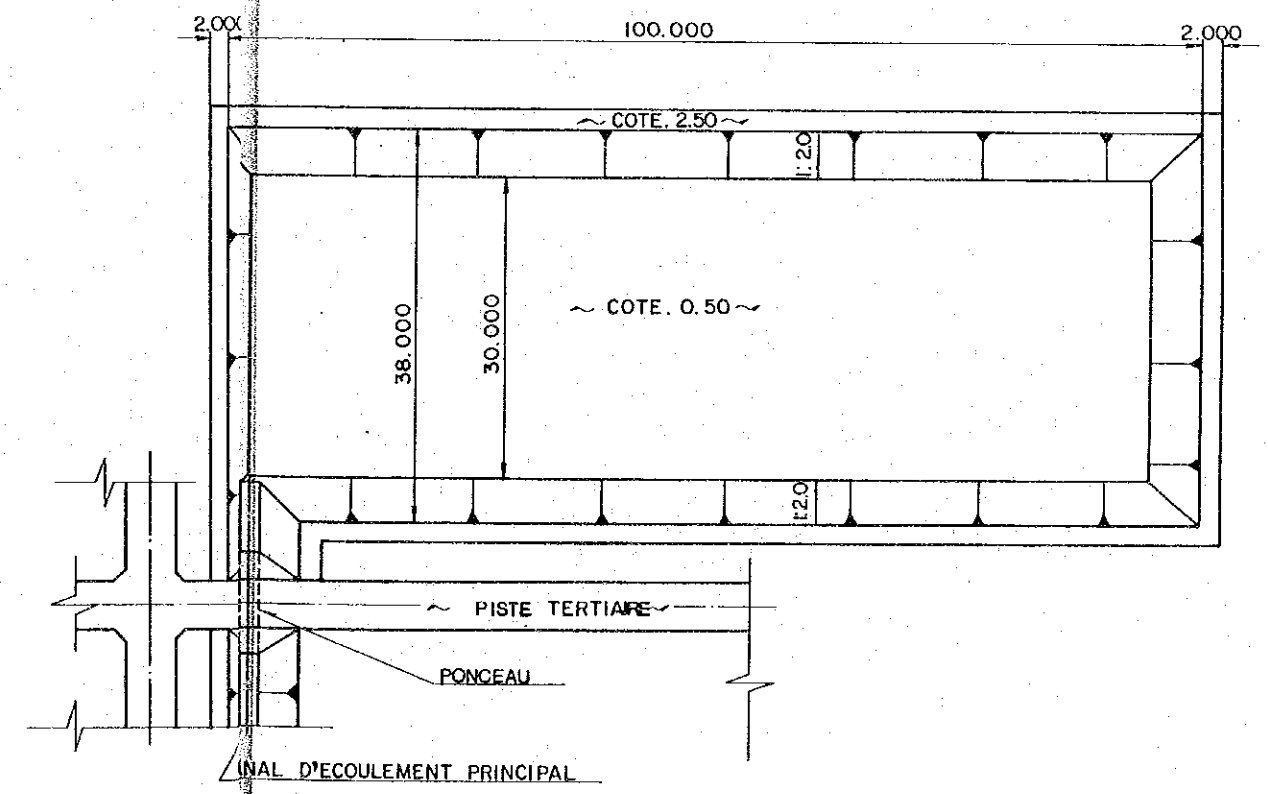 2.00
100.000
2.000
~ COTE. 2.50 ~
1:2.0
38.000
30.000
~ COTE. 0.50 ~
1:2.0
~ PISTE TERTIAIRE ~
PONCEAU
NAL D'ECOULEMENT PRINCIPAL